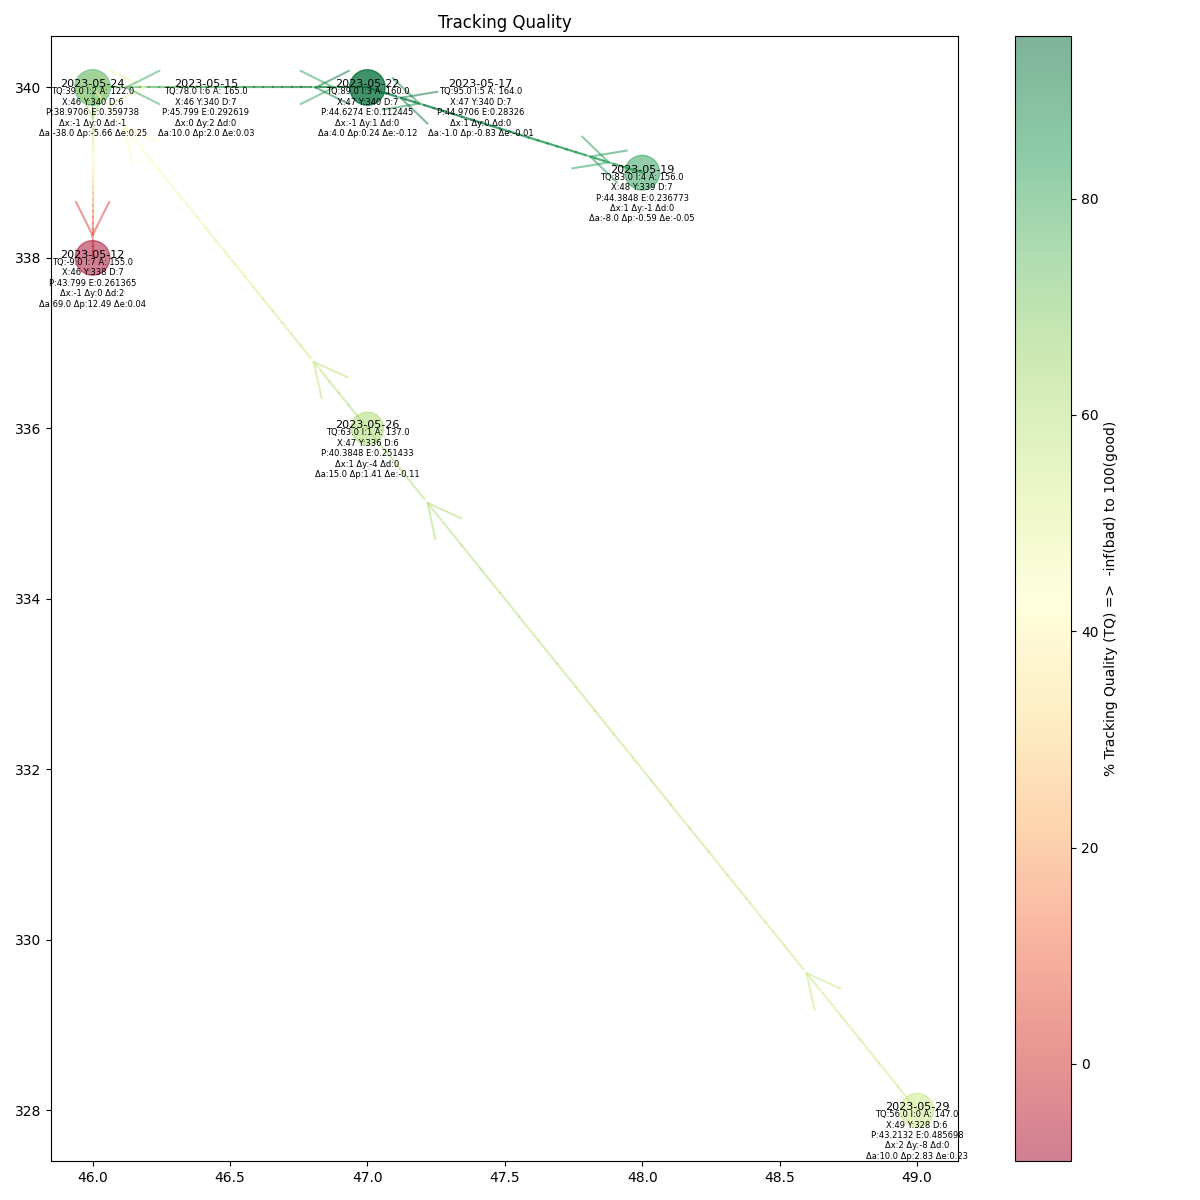 Tracking Quality
340
338
336
334
332
330
328
46.0
46.5
47.0
47.5
48.0
48.5
49.0
2023-05-24
TQ:39.0 I:2 A: 122.0
X:46 Y:340 D:6
P:38.9706 E:0.359738
Δx:-1 Δy:0 Δd:-1
Δa:-38.0 Δp:-5.66 Δe:0.25
2023-05-15
TQ:78.0 I:6 A: 165.0
X:46 Y:340 D:7
P:45.799 E:0.292619
Δx:0 Δy:2 Δd:0
Δa:10.0 Δp:2.0 Δe:0.03
2023-05-22
TQ:89.0 I:3 A: 160.0
X:47 Y:340 D:7
P:44.6274 E:0.112445
Δx:-1 Δy:1 Δd:0
Δa:4.0 Δp:0.24 Δe:-0.12
2023-05-17
TQ:95.0 I:5 A: 164.0
X:47 Y:340 D:7
P:44.9706 E:0.28326
Δx:1 Δy:0 Δd:0
Δa:-1.0 Δp:-0.83 Δe:-0.01
2023-05-19
TQ:83.0 I:4 A: 156.0
X:48 Y:339 D:7
P:44.3848 E:0.236773
Δx:1 Δy:-1 Δd:0
Δa:-8.0 Δp:-0.59 Δe:-0.05
2023-05-12
TQ:-9.0 I:7 A: 155.0
X:46 Y:338 D:7
P:43.799 E:0.261365
Δx:-1 Δy:0 Δd:2
Δa:69.0 Δp:12.49 Δe:0.04
2023-05-26
TQ:63.0 I:1 A: 137.0
X:47 Y:336 D:6
P:40.3848 E:0.251433
Δx:1 Δy:-4 Δd:0
Δa:15.0 Δp:1.41 Δe:-0.11
2023-05-29
TQ:56.0 I:0 A: 147.0
X:49 Y:328 D:6
P:43.2132 E:0.485698
Δx:2 Δy:-8 Δd:0
Δa:10.0 Δp:2.83 Δe:0.23
80
60
40
20
0
% Tracking Quality (TQ) => -inf(bad) to 100(good)